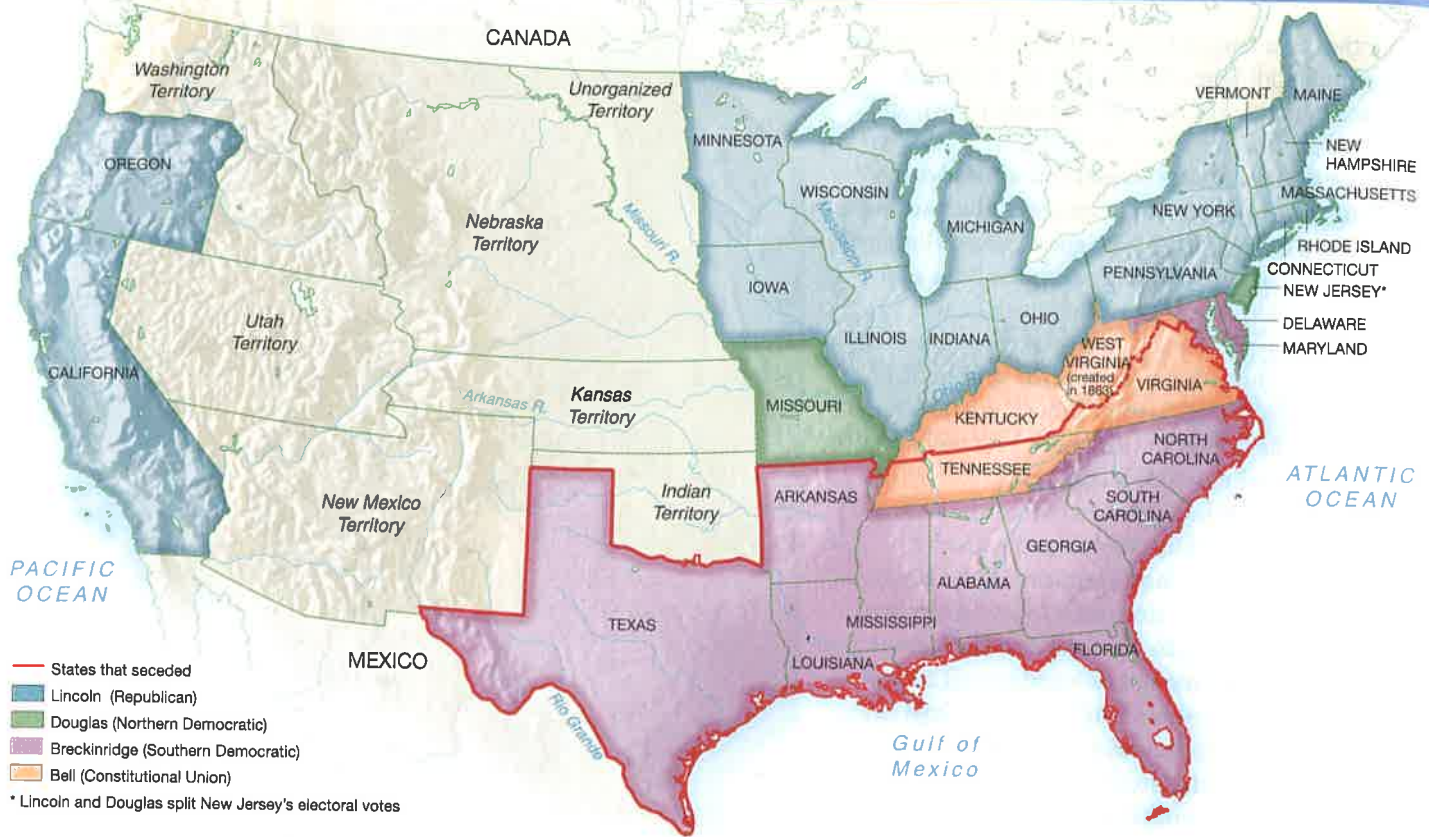 CANADA
Washington
Territory
Unorganized
Territory
VERMONT
MAINE
OREGON
MINNESOTA
NEW
HAMPSHIRE
WISCONSIN
MASSACHUSETTS
Nebraska
Territory
Missouri R.
Mississippi R.
MICHIGAN
NEW YORK
RHODE ISLAND
PENNSYLVANIA
CONNECTICUT
NEW JERSEY*
IOWA
Utah
Territory
ILLINOIS
INDIANA
OHIO
DELAWARE
MARYLAND
CALIFORNIA
WEST
VIRGINIA
(created
in 1863)
VIRGINIA
Ohio R.
Arkansas R.
Kansas
Territory
MISSOURI
KENTUCKY
NORTH
CAROLINA
TENNESSEE
ATLANTIC
OCEAN
New Mexico
Territory
Indian
Territory
ARKANSAS
SOUTH
CAROLINA
GEORGIA
PACIFIC
OCEAN
ALABAMA
TEXAS
MISSISSIPPI
MEXICO
LOUISIANA
FLORIDA
Rio Grande
Gulf of
Mexico
States that seceded
Lincoln (Republican)
Douglas (Northern Democratic)
Breckinridge (Southern Democratic)
Bell (Constitutional Union)
* Lincoln and Douglas split New Jersey's electoral votes